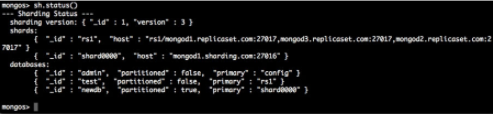 mongos> sh.status()
--- Sharding Status ---
sharding version: { "_id" : 1, "version" : 3 }
shards:
{ "_id" : "rs1", "host" : "rs1/mongod1.replicaset.com:27017,mongod3.replicaset.com:27017,mongod2.replicaset.com:2
7017" }
{ "_id" : "shard0000", "host" : "mongod1.sharding.com:27016" }
databases:
{ "_id" : "admin", "partitioned" : false, "primary" : "config" }
{ "_id" : "test", "partitioned" : false, "primary" : "rs1" }
{ "_id" : "newdb", "partitioned" : true, "primary" : "shard0000" }
mongos>